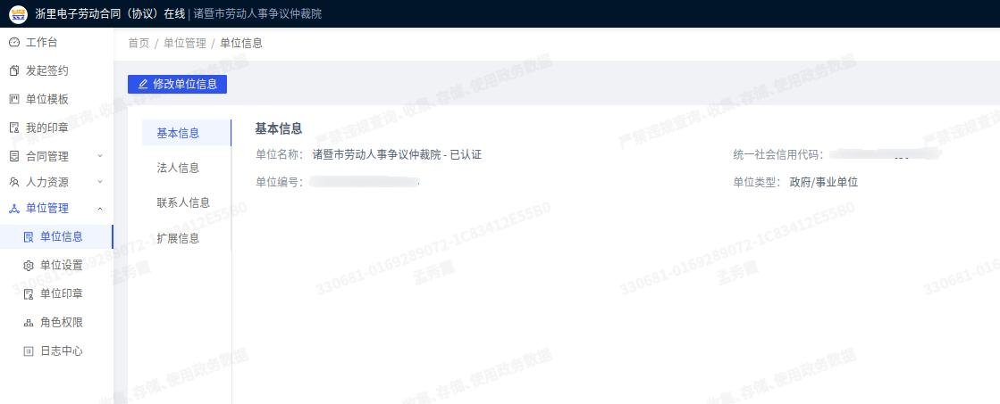 浙里电子劳动合同（协议）在线 | 诸暨市劳动人事争议仲裁院
工作台
发起签约
单位模板
我的印章
合同管理
人力资源
单位管理
单位信息
单位设置
单位印章
角色权限
日志中心
首页 / 单位管理 / 单位信息
修改单位信息
基本信息
法人信息
联系人信息
扩展信息
基本信息
单位名称： 诸暨市劳动人事争议仲裁院 - 已认证
统一社会信用代码：
单位编号：
单位类型： 政府/事业单位
严禁违规查询、收集、存储、使用政务数据
330681-0169289072-1C83412E55B0
孟秀霞